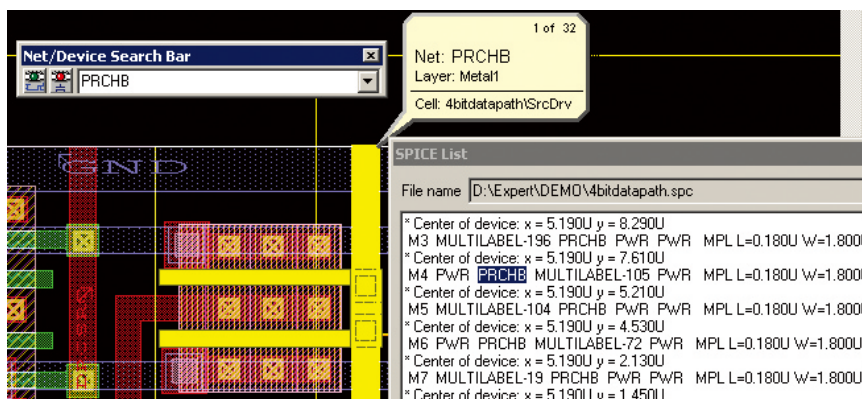 1 of 32
Net/Device Search Bar
Net: PRCHB
Layer: Metal1
PRCHB
Cell: 4bitdatapath\SrcDrv
GND
SPICE List
File name D:\Expert\DEMO\4bitdatapath.spc
* Center of device: x = 5.190U y = 8.290U
M3 MULTILABEL-196 PRCHB PWR PWR MPL L=0.180U W=1.800U
* Center of device: x = 5.190U y = 7.610U
M4 PWR PRCHB MULTILABEL-105 PWR MPL L=0.180U W=1.800U
* Center of device: x = 5.190U y = 5.210U
M5 MULTILABEL-104 PRCHB PWR PWR MPL L=0.180U W=1.800U
* Center of device: x = 5.190U y = 4.530U
M6 PWR PRCHB MULTILABEL-72 PWR MPL L=0.180U W=1.800U
* Center of device: x = 5.190U y = 2.130U
M7 MULTILABEL-19 PRCHB PWR PWR MPL L=0.180U W=1.800U
* Center of device: x = 5.190U y = 1.450U